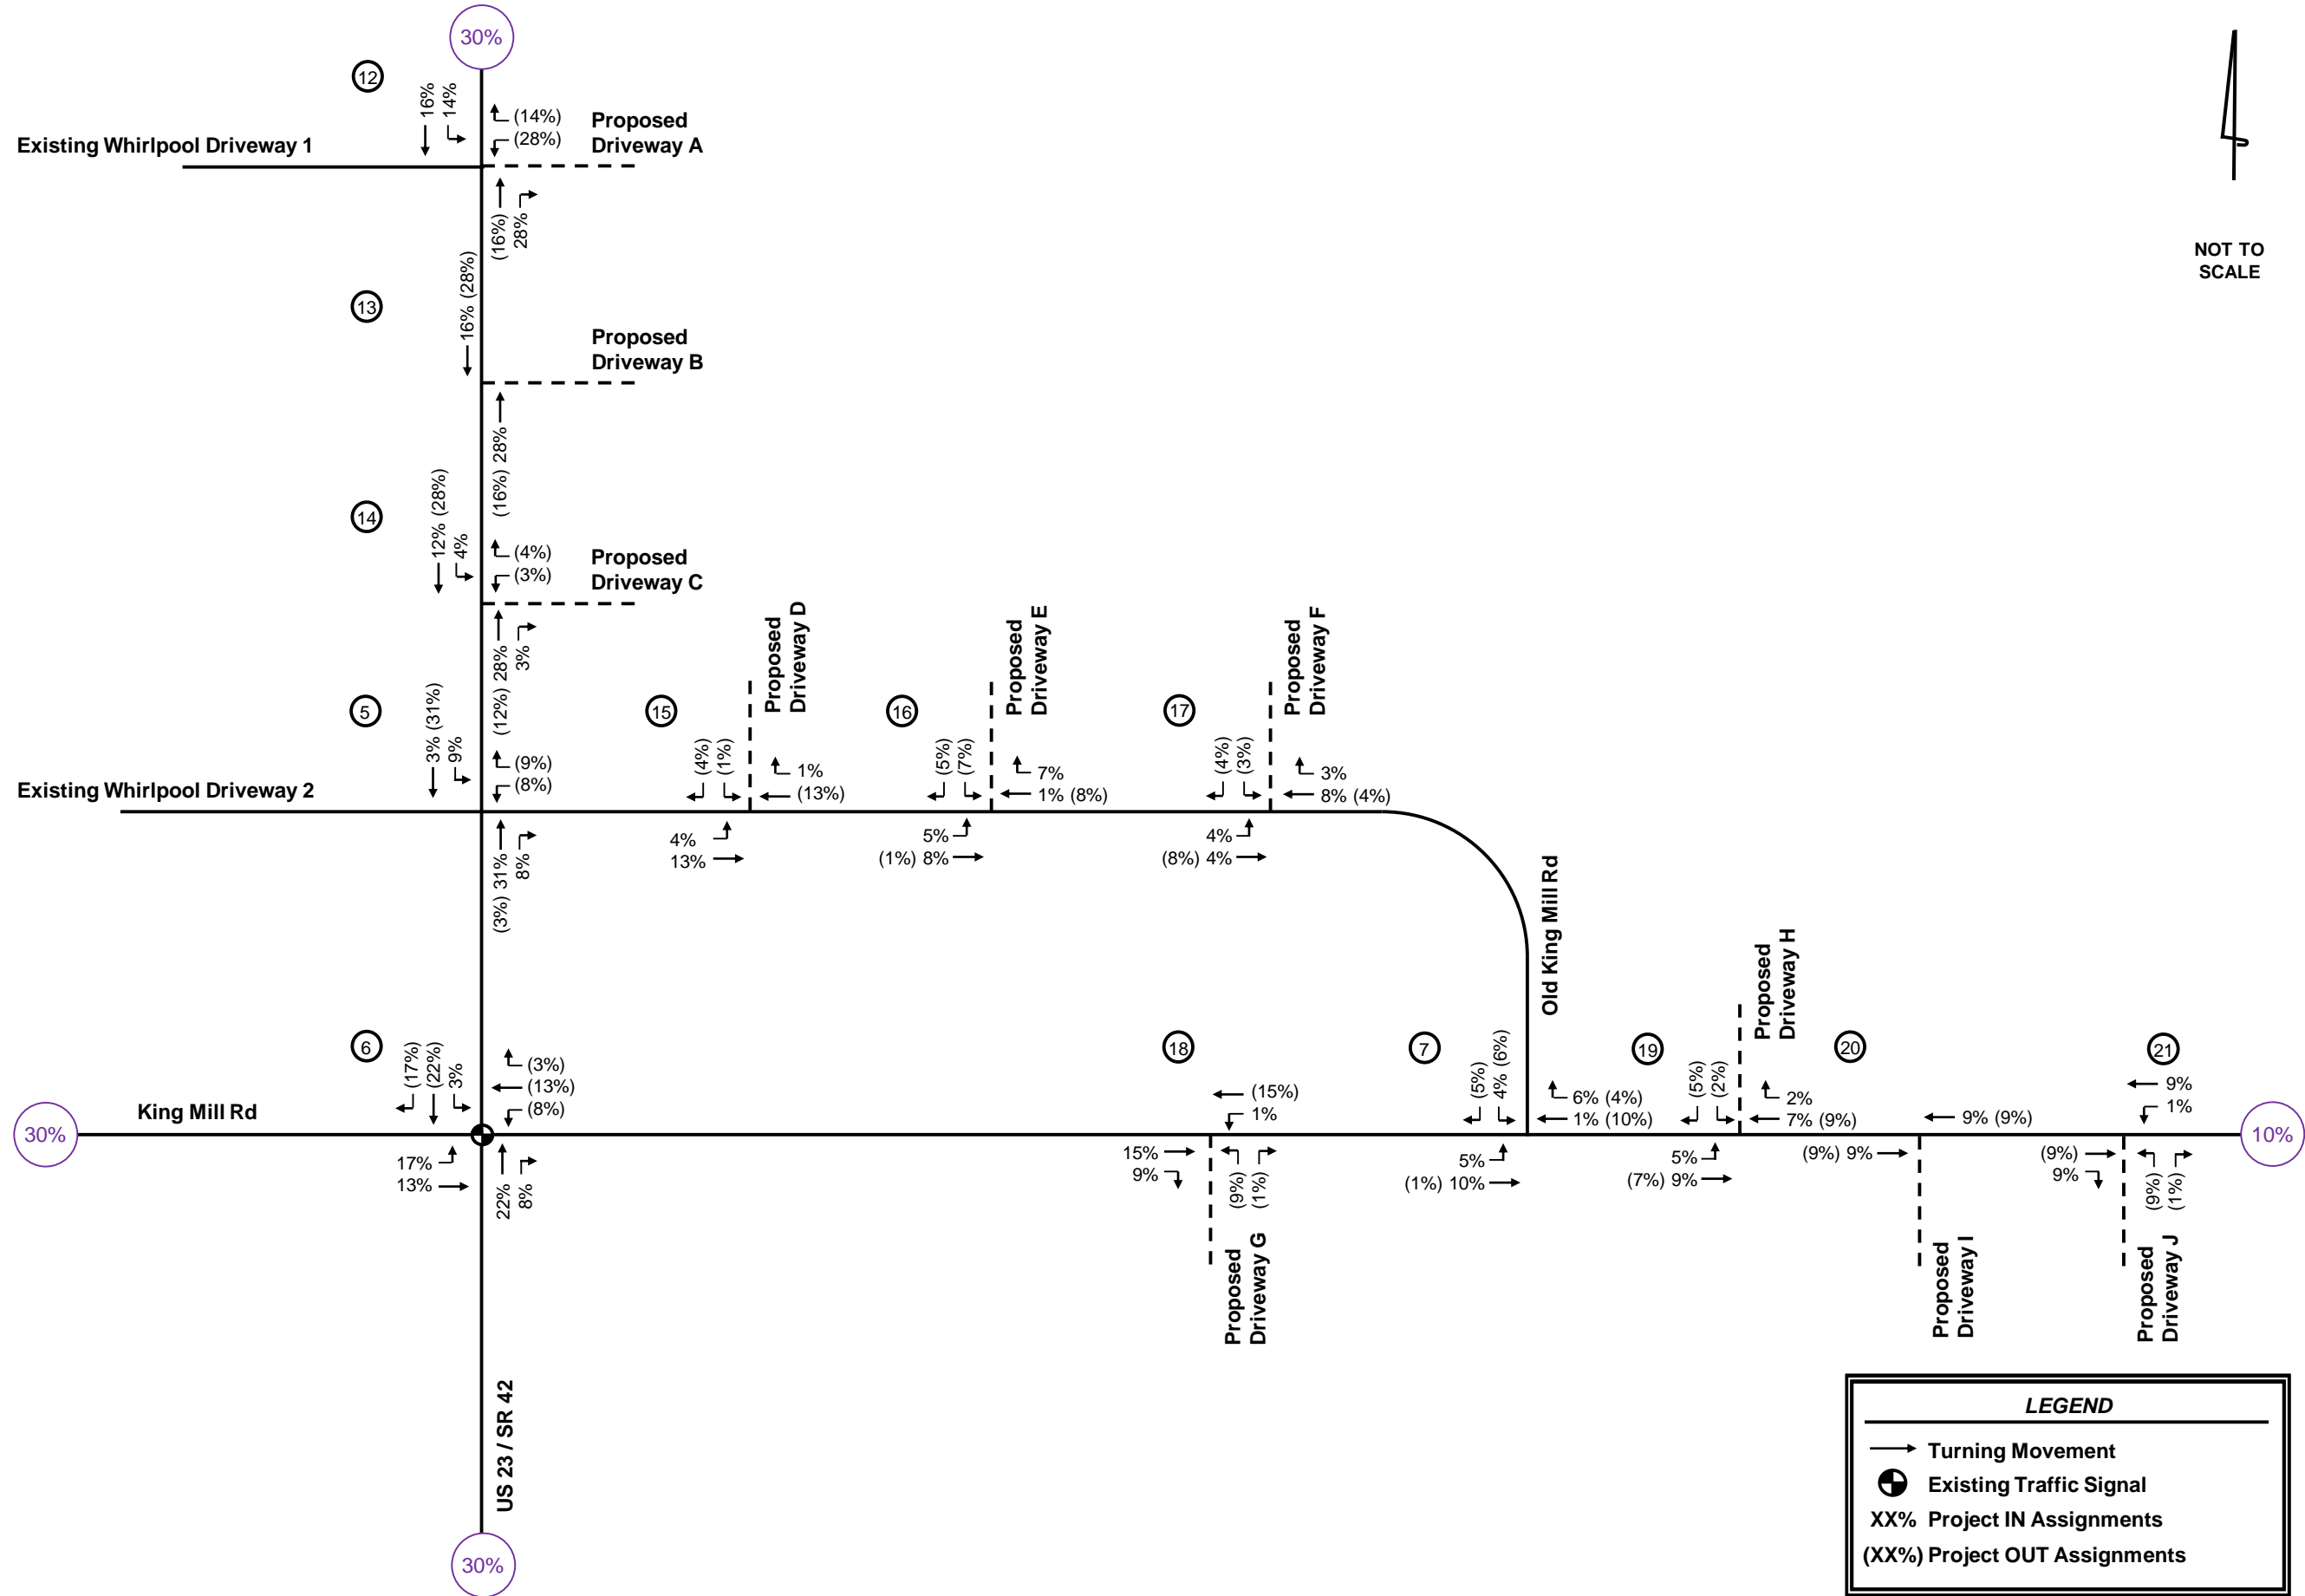 30%
12
16%
14%
(14%)
(28%)
Proposed
Driveway A
Existing Whirlpool Driveway 1
(16%)
28%
NOT TO
SCALE
13
16% (28%)
Proposed
Driveway B
(16%) 28%
14
12% (28%)
4%
(4%)
(3%)
Proposed
Driveway C
(12%) 28%
3%
5
3% (31%)
9%
(9%)
(8%)
Existing Whirlpool Driveway 2
(3%) 31%
8%
15
(4%)
(1%)
Proposed
Driveway D
1%
(13%)
4%
13%
16
(5%)
(7%)
Proposed
Driveway E
7%
1% (8%)
5%
(1%) 8%
17
(4%)
(3%)
Proposed
Driveway F
3%
8% (4%)
4%
(8%) 4%
Old King Mill Rd
6
(17%)
(22%)
3%
(3%)
(13%)
(8%)
King Mill Rd
30%
17%
13%
22%
8%
18
(15%)
1%
15%
9%
(9%)
(1%)
Proposed
Driveway G
7
(5%)
4% (6%)
6% (4%)
1% (10%)
5%
(1%) 10%
19
(5%)
(2%)
Proposed
Driveway H
2%
7% (9%)
5%
(7%) 9%
20
9% (9%)
(9%) 9%
Proposed
Driveway I
21
9%
1%
(9%)
9%
(9%)
(1%)
Proposed
Driveway J
10%
US 23 / SR 42
30%
LEGEND
Turning Movement
Existing Traffic Signal
XX% Project IN Assignments
(XX%) Project OUT Assignments